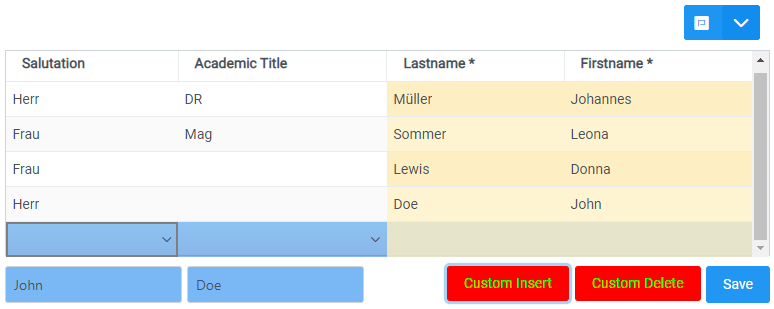 Salutation Academic Title Lastname * Firstname *
Herr DR Müller Johannes
Frau Mag Sommer Leona
Frau Lewis Donna
Herr Doe John
John Doe Custom Insert Custom Delete Save